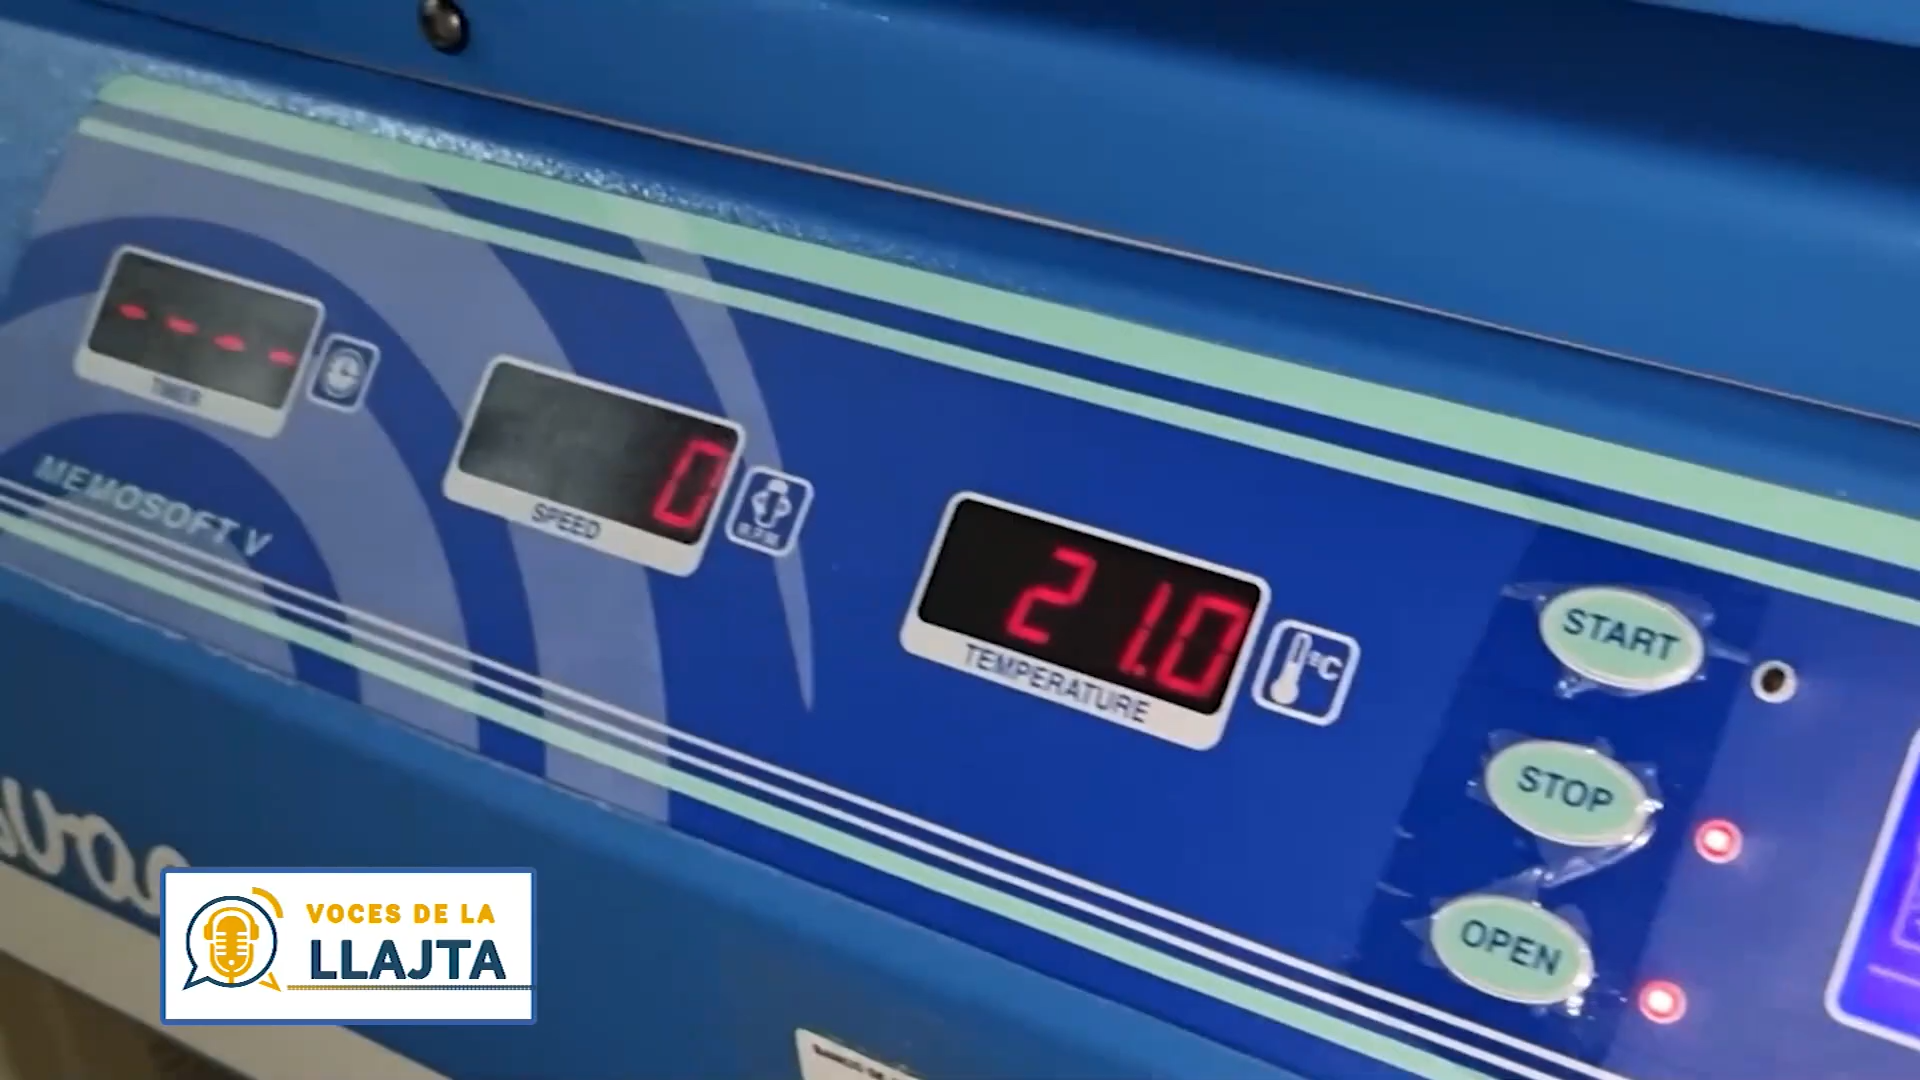 - - - -
TIMER
0
SPEED
R.P.M.
21.0
TEMPERATURE
°C
MEMOSOFT V
START
STOP
OPEN
VOCES DE LA
LLAJTA